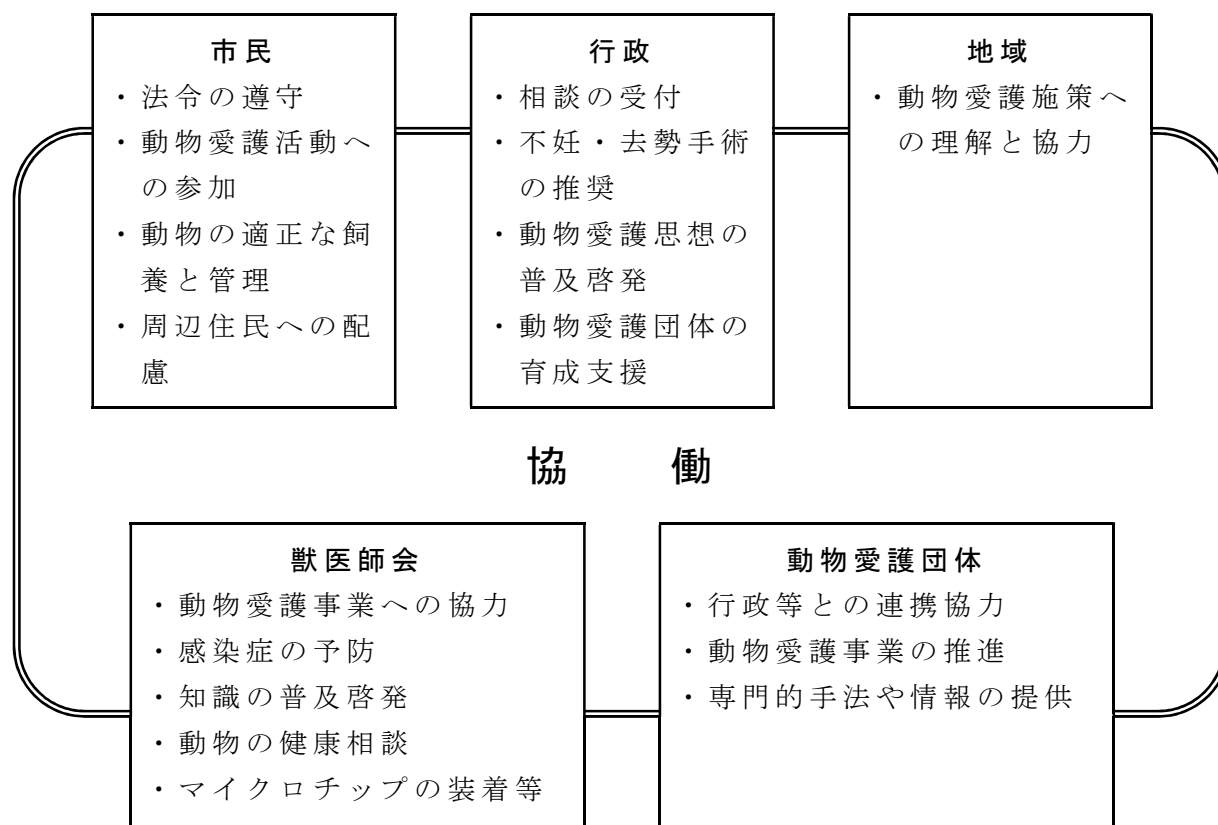 市民
・法令の遵守
・動物愛護活動へ
の参加
・動物の適正な飼
養と管理
・周辺住民への配
慮
行政
・相談の受付
・不妊・去勢手術
の推奨
・動物愛護思想の
普及啓発
・動物愛護団体の
育成支援
地域
・動物愛護施策へ
の理解と協力
協　働
獣医師会
・動物愛護事業への協力
・感染症の予防
・知識の普及啓発
・動物の健康相談
・マイクロチップの装着等
動物愛護団体
・行政等との連携協力
・動物愛護事業の推進
・専門的手法や情報の提供